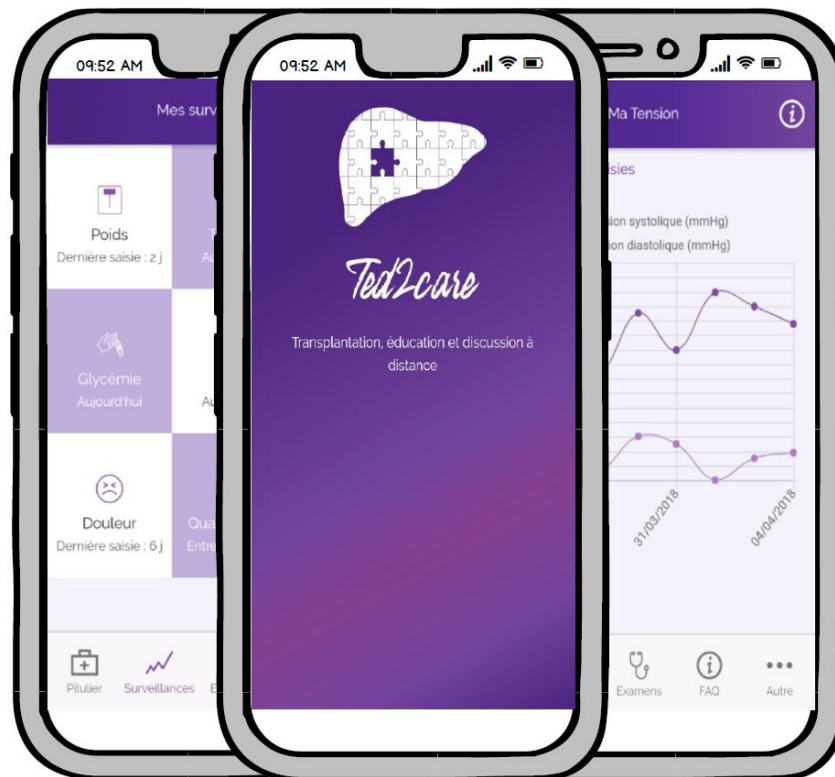 09:52 AM
Mes surv
Poids
Dernière saisie : 2 j
Glycémie
Aujourd'hui
Douleur
Dernière saisie : 6 j
Pilulier
Surveillances
09:52 AM
Ted2care
Transplantation, éducation et discussion à
distance
Ma Tension
sion systolique (mmHg)
ion diastolique (mmHg)
31/03/2018
04/04/2018
Examens
FAQ
Autre